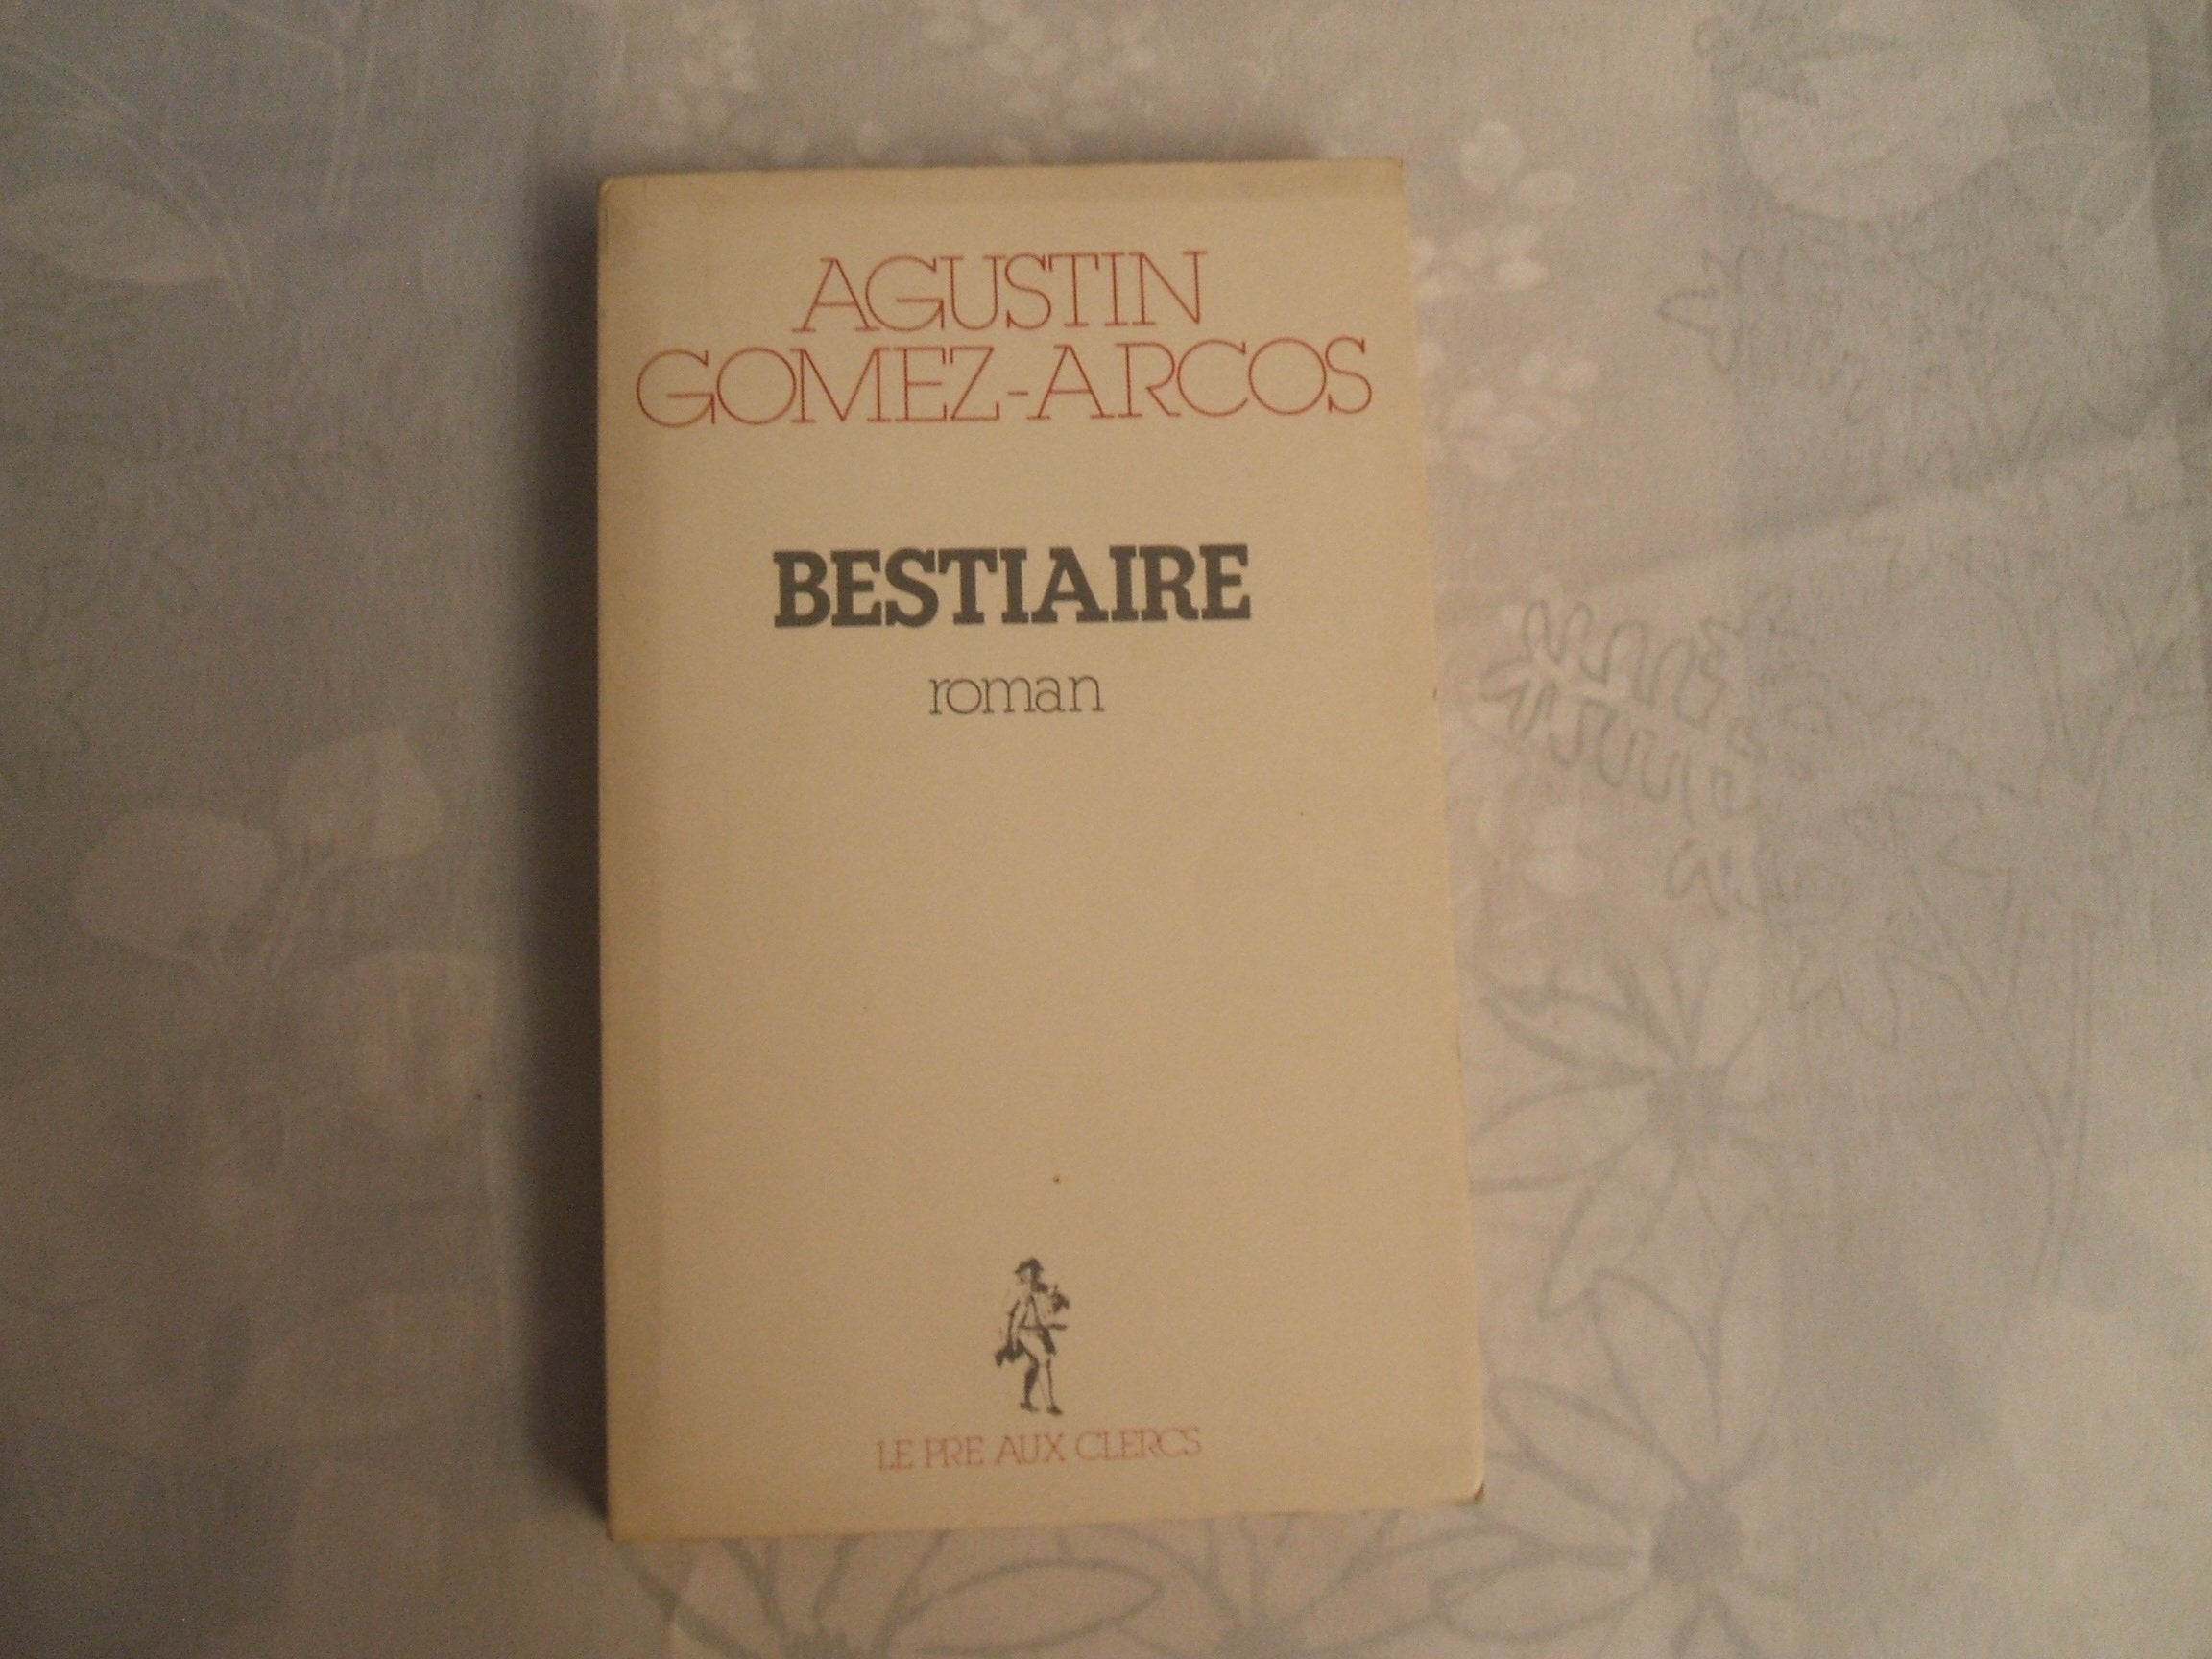 AGUSTIN
GOMEZ-ARCOS
BESTIAIRE
roman
LE PRE AUX CLERCS